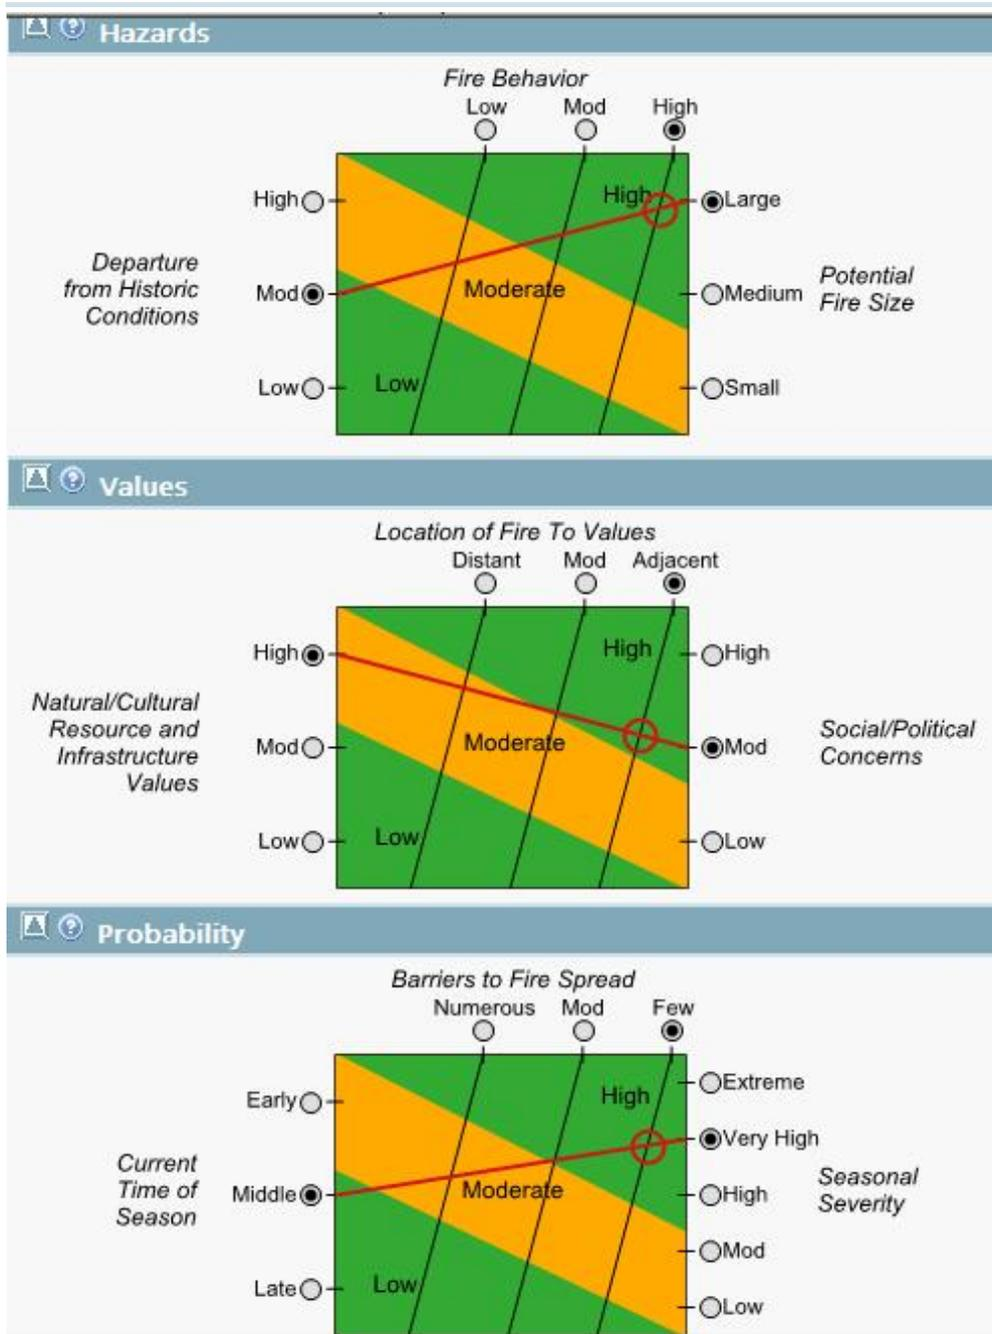 Hazards
Fire Behavior
Low Mod High
High High Large
Departure
from Historic
Conditions
Mod Moderate Medium
Potential
Fire Size
Low Low Small
Values
Location of Fire To Values
Distant Mod Adjacent
High High High
Natural/Cultural
Resource and
Infrastructure
Values
Mod Moderate Mod
Social/Political
Concerns
Low Low Low
Probability
Barriers to Fire Spread
Numerous Mod Few
Early High Extreme
Very High
Current
Time of
Season
Middle Moderate High
Seasonal
Severity
Mod
Late Low Low